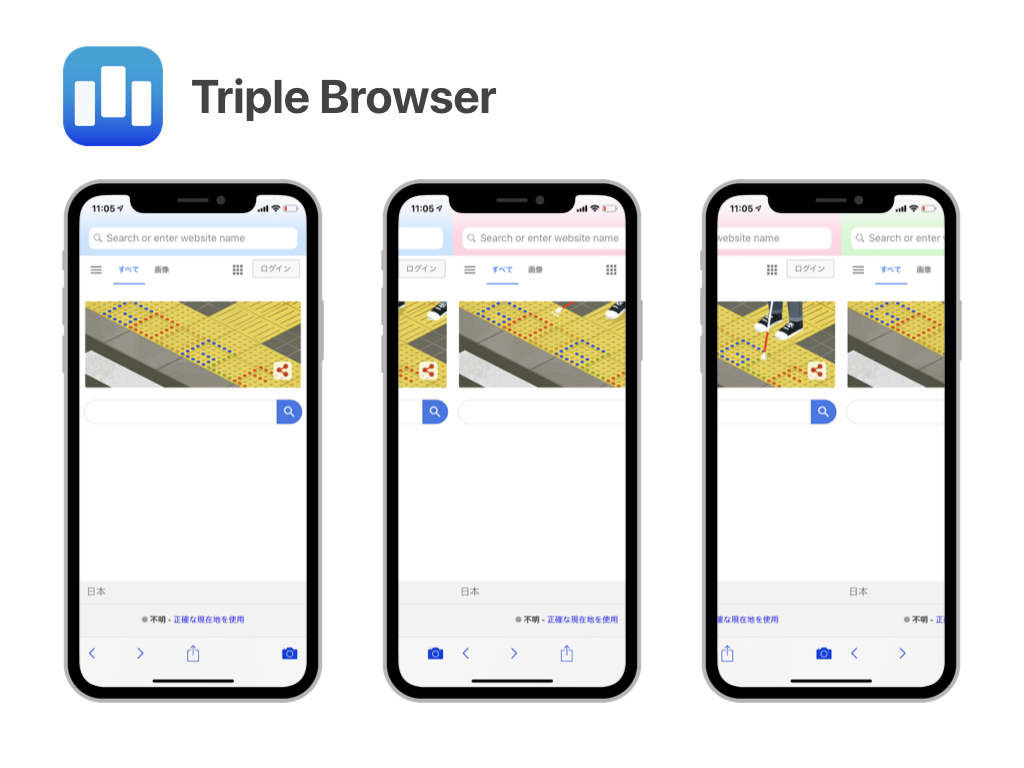 Triple Browser
11:05
Search or enter website name
すべて 画像 ログイン
日本
不明 - 正確な現在地を使用
11:05
Search or enter website name
ログイン すべて 画像
日本
不明 - 正確な現在地を使用
11:05
website name Search or enter
ログイン すべて 画像
日本
確な現在地を使用 不明 - 正